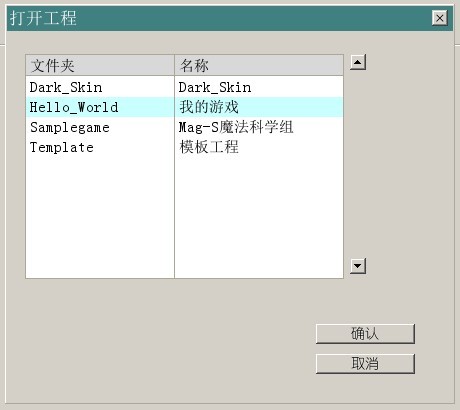 打开工程
文件夹 名称
Dark_Skin Dark_Skin
Hello_World 我的游戏
Samplegame Mag-S魔法科学组
Template 模板工程
确认
取消